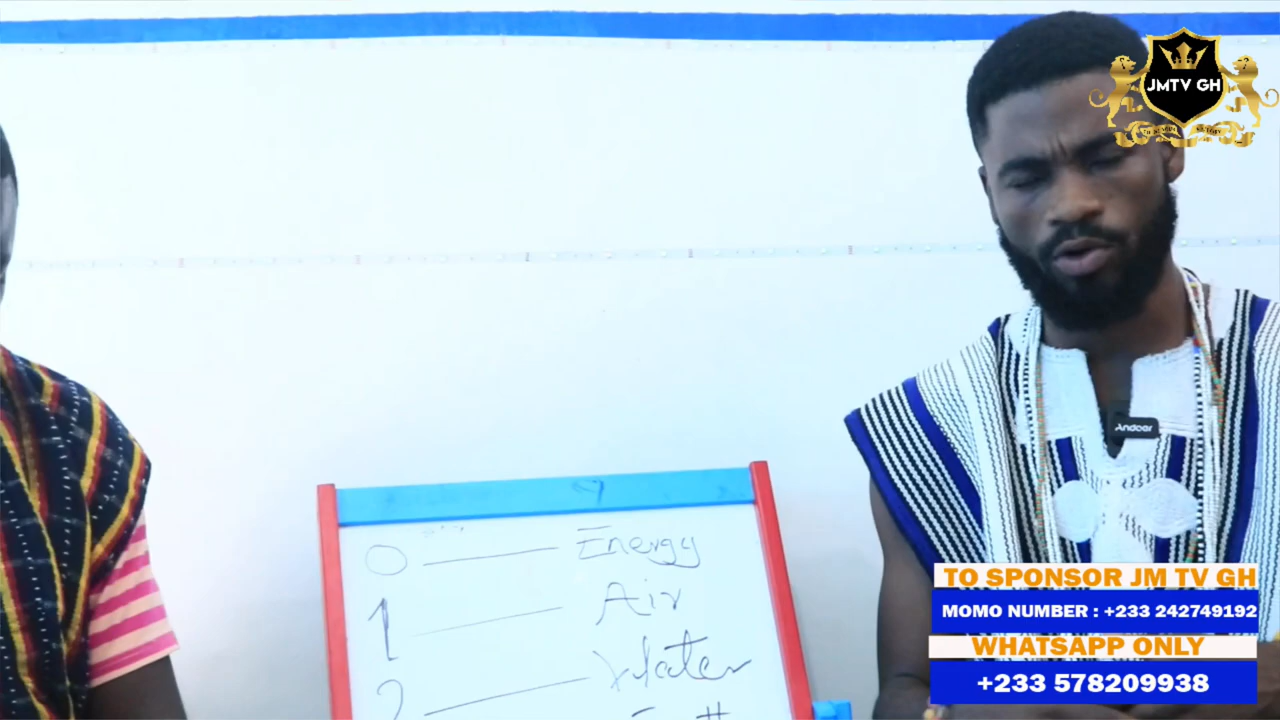 JMTV GH
0 —— Energy
1 —— Air
2 —— Water
Andoer
TO SPONSOR JM TV GH
MOMO NUMBER : +233 242749192
WHATSAPP ONLY
+233 578209938